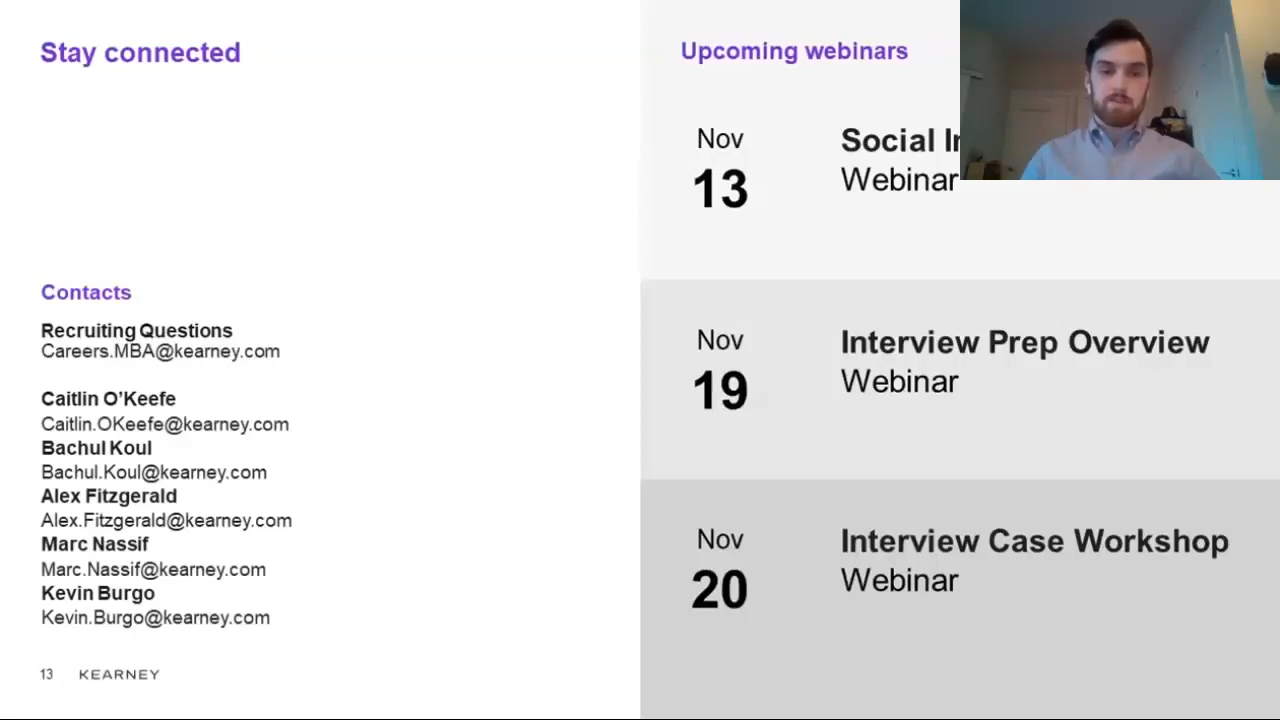 Stay connected
Contacts
Recruiting Questions
Careers.MBA@kearney.com
Caitlin O’Keefe
Caitlin.OKeefe@kearney.com
Bachul Koul
Bachul.Koul@kearney.com
Alex Fitzgerald
Alex.Fitzgerald@kearney.com
Marc Nassif
Marc.Nassif@kearney.com
Kevin Burgo
Kevin.Burgo@kearney.com
13 KEARNEY
Upcoming webinars
Nov
13
Social
Webinar
Nov
19
Interview Prep Overview
Webinar
Nov
20
Interview Case Workshop
Webinar